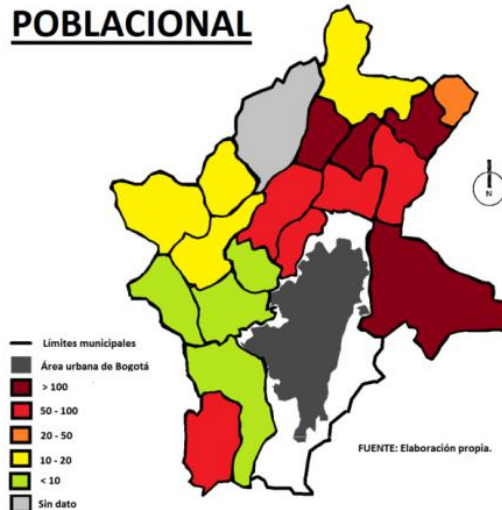 POBLACIONAL
N
Límites municipales
Área urbana de Bogotá
> 100
50 - 100
20 - 50
10 - 20
< 10
Sin dato
FUENTE: Elaboración propia.